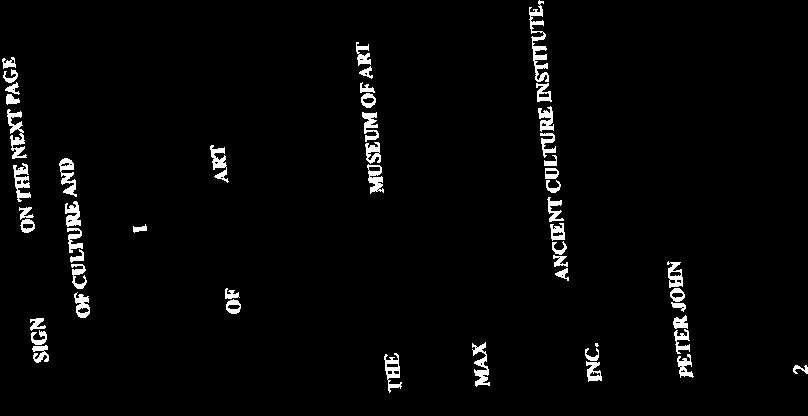 SIGN ON THE NEXT PAGE
OF CULTURE AND
I
OF ART
THE MUSEUM OF ART
MAX
INC. ANCIENT CULTURE INSTITUTE,
PETER JOHN
2